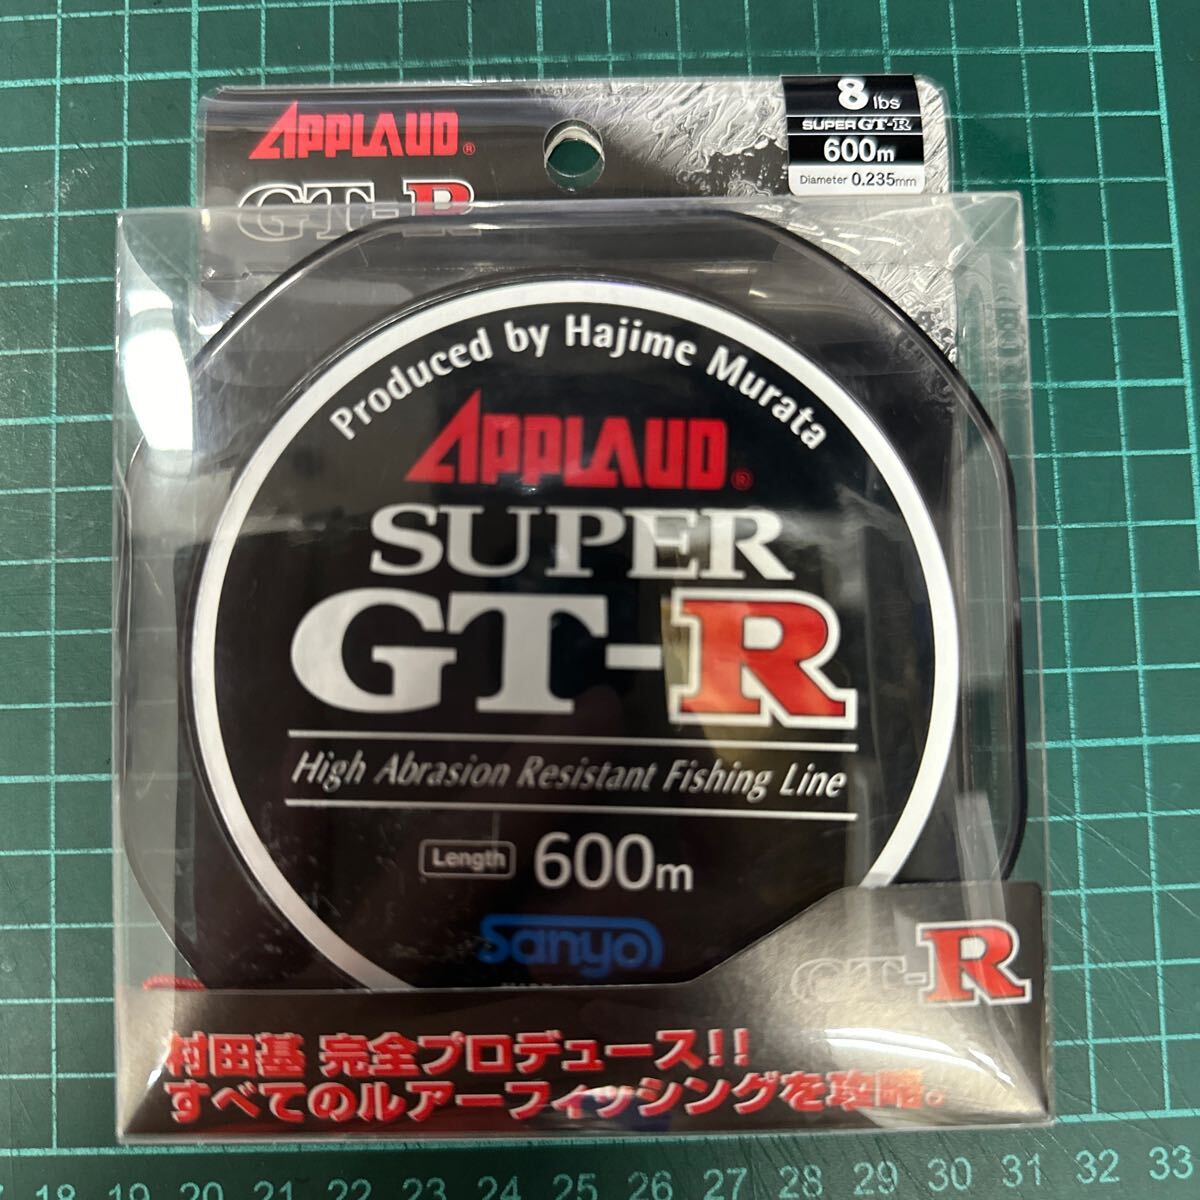 APPLAUD®
GT-R
8 lbs
SUPER GT-R
600m
Diameter 0.235mm
Produced by Hajime Murata
APPLAUD®
SUPER
GT-R
High Abrasion Resistant Fishing Line
Length 600m
Sanyo
GT-R
村田基 完全プロデュース!!
すべてのルアーフィッシングを攻略。
18 19 20 21 22 23 24 25 26 27 28 29 30 31 32 33